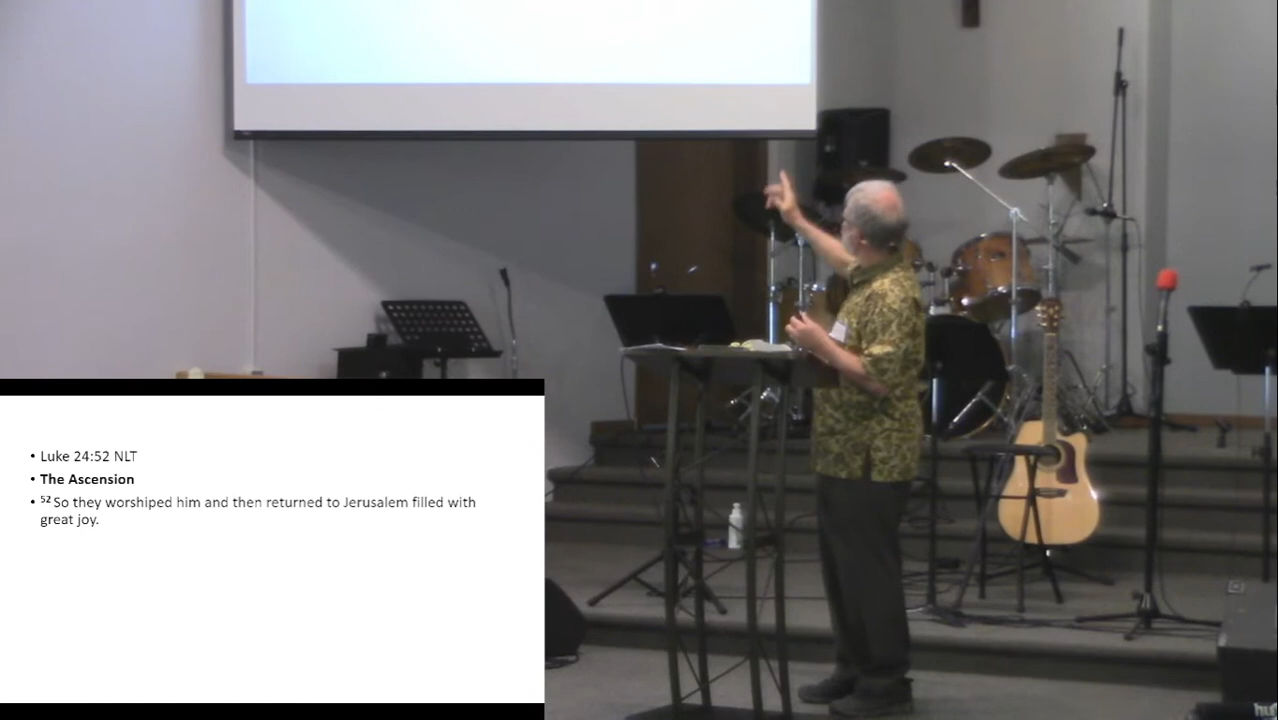 • Luke 24:52 NLT
• The Ascension
• 52 So they worshiped him and then returned to Jerusalem filled with
great joy.